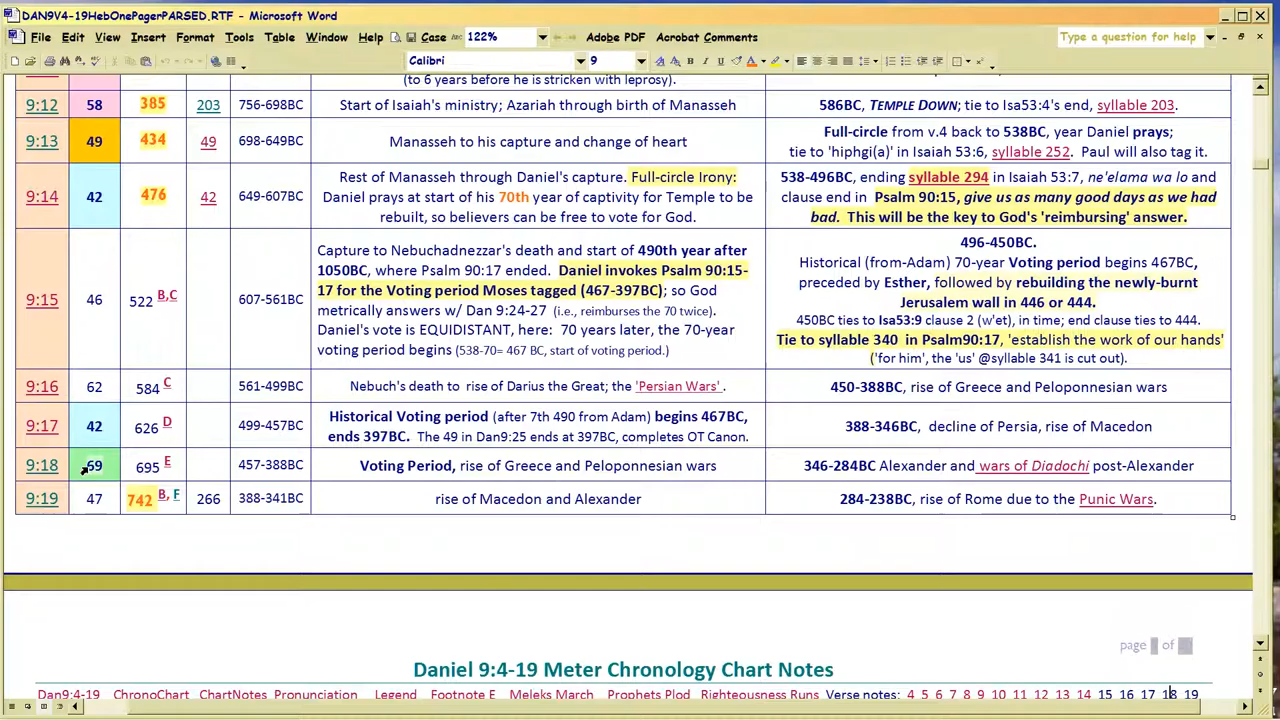 DAN9V4-19HebOnePagerPARSED.RTF - Microsoft Word
File Edit View Insert Format Tools Table Window Help Case 122% Adobe PDF Acrobat Comments Type a question for help
Calibri 9
(to 6 years before he is stricken with leprosy).
9:12 58 385 203 756-698BC Start of Isaiah's ministry; Azariah through birth of Manasseh 586BC, TEMPLE DOWN; tie to Isa53:4's end, syllable 203.
9:13 49 434 49 698-649BC Manasseh to his capture and change of heart Full-circle from v.4 back to 538BC, year Daniel prays;
tie to 'hiphgi(a)' in Isaiah 53:6, syllable 252. Paul will also tag it.
9:14 42 476 42 649-607BC Rest of Manasseh through Daniel's capture. Full-circle Irony:
Daniel prays at start of his 70th year of captivity for Temple to be
rebuilt, so believers can be free to vote for God.
538-496BC, ending syllable 294 in Isaiah 53:7, ne'elama wa lo and
clause end in Psalm 90:15, give us as many good days as we had
bad. This will be the key to God's 'reimbursing' answer.
9:15 46 522 B,C 607-561BC Capture to Nebuchadnezzar's death and start of 490th year after
1050BC, where Psalm 90:17 ended. Daniel invokes Psalm 90:15-
17 for the Voting period Moses tagged (467-397BC); so God
metrically answers w/ Dan 9:24-27 (i.e., reimburses the 70 twice).
Daniel's vote is EQUIDISTANT, here: 70 years later, the 70-year
voting period begins (538-70= 467 BC, start of voting period.)
496-450BC.
Historical (from-Adam) 70-year Voting period begins 467BC,
preceded by Esther, followed by rebuilding the newly-burnt
Jerusalem wall in 446 or 444.
450BC ties to Isa53:9 clause 2 (w'et), in time; end clause ties to 444.
Tie to syllable 340 in Psalm90:17, 'establish the work of our hands'
('for him', the 'us' @syllable 341 is cut out).
9:16 62 584 C 561-499BC Nebuch's death to rise of Darius the Great; the 'Persian Wars'. 450-388BC, rise of Greece and Peloponnesian wars
9:17 42 626 D 499-457BC Historical Voting period (after 7th 490 from Adam) begins 467BC,
ends 397BC. The 49 in Dan9:25 ends at 397BC, completes OT Canon.
388-346BC, decline of Persia, rise of Macedon
9:18 69 695 E 457-388BC Voting Period, rise of Greece and Peloponnesian wars 346-284BC Alexander and wars of Diadochi post-Alexander
9:19 47 742 B, F 266 388-341BC rise of Macedon and Alexander 284-238BC, rise of Rome due to the Punic Wars.
page of
Daniel 9:4-19 Meter Chronology Chart Notes
Dan9:4-19 ChronoChart ChartNotes Pronunciation Legend Footnote E Meleks March Prophets Plod Righteousness Runs Verse notes: 4 5 6 7 8 9 10 11 12 13 14 15 16 17 18 19